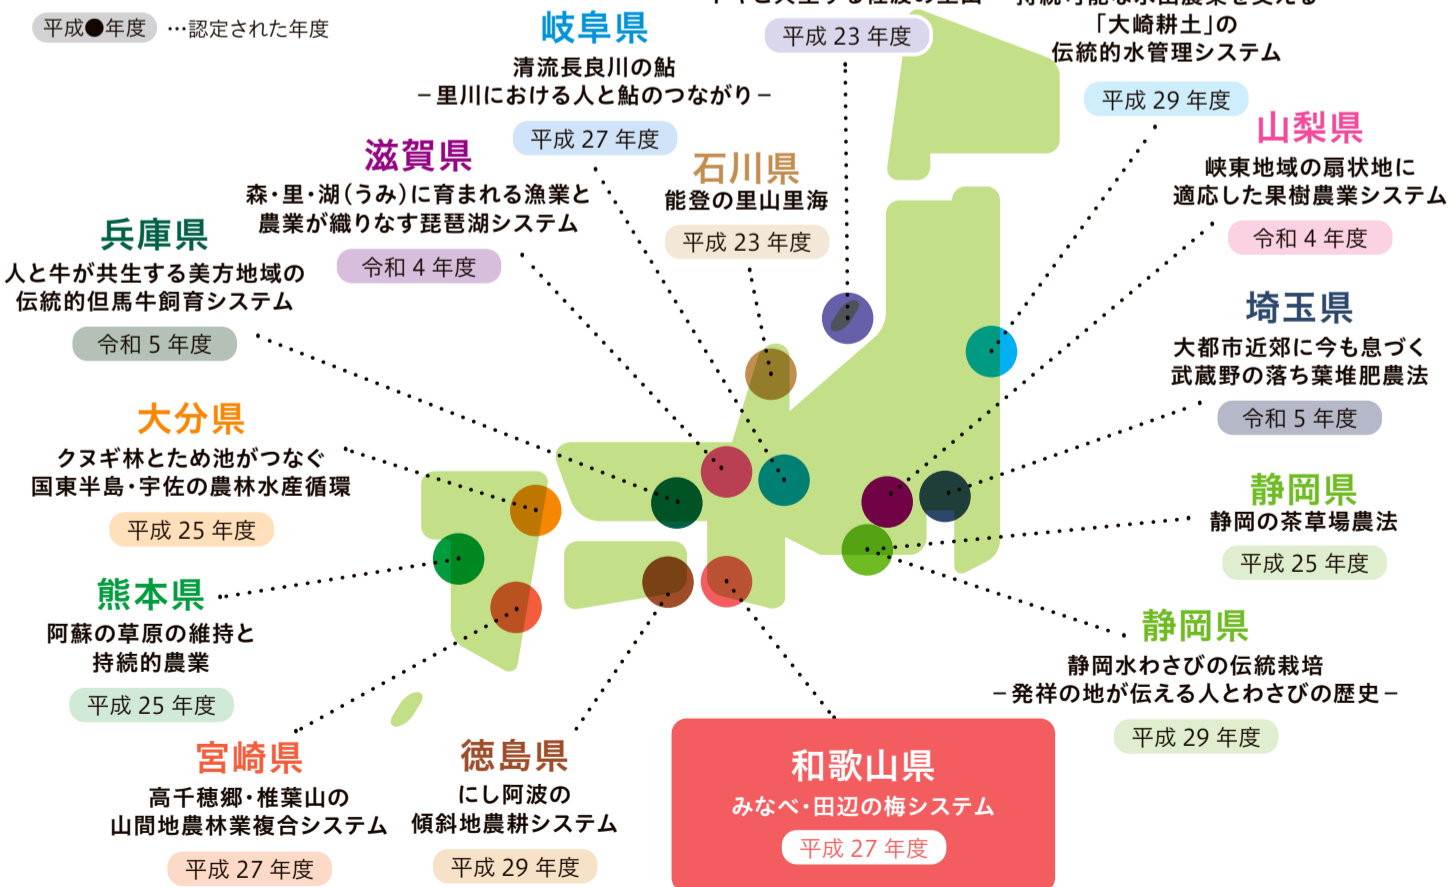 平成●年度 …認定された年度
平成 23 年度
「大崎耕土」の
伝統的水管理システム
平成 29 年度
岐阜県
清流長良川の鮎
－里川における人と鮎のつながり－
平成 27 年度
山梨県
峡東地域の扇状地に
適応した果樹農業システム
令和 4 年度
滋賀県
森・里・湖（うみ）に育まれる漁業と
農業が織りなす琵琶湖システム
令和 4 年度
石川県
能登の里山里海
平成 23 年度
兵庫県
人と牛が共生する美方地域の
伝統的但馬牛飼育システム
令和 5 年度
埼玉県
大都市近郊に今も息づく
武蔵野の落ち葉堆肥農法
令和 5 年度
大分県
クヌギ林とため池がつなぐ
国東半島・宇佐の農林水産循環
平成 25 年度
静岡県
静岡の茶草場農法
平成 25 年度
熊本県
阿蘇の草原の維持と
持続的農業
平成 25 年度
静岡県
静岡水わさびの伝統栽培
－発祥の地が伝える人とわさびの歴史－
平成 29 年度
宮崎県
高千穂郷・椎葉山の
山間地農林業複合システム
平成 27 年度
徳島県
にし阿波の
傾斜地農耕システム
平成 29 年度
和歌山県
みなべ・田辺の梅システム
平成 27 年度